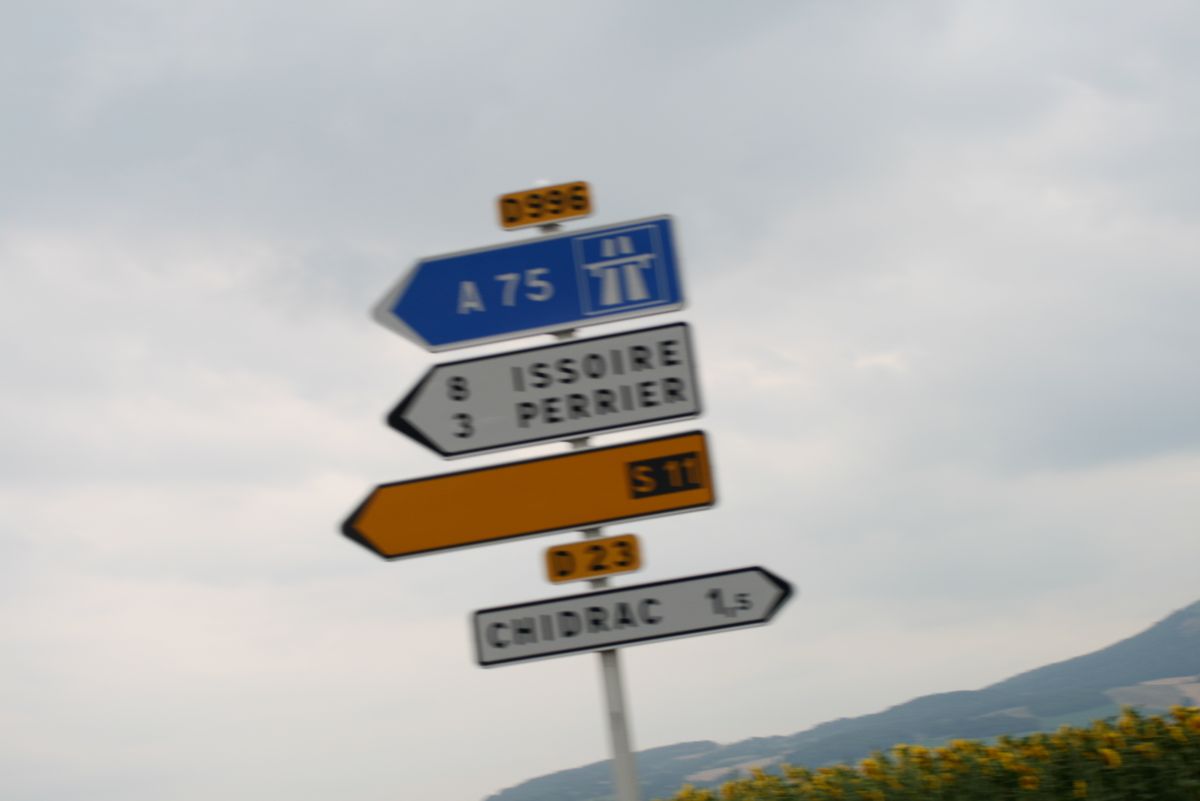 D996
A 75
8 ISSOIRE
3 PERRIER
S 11
D 23
CHIDRAC 1,5